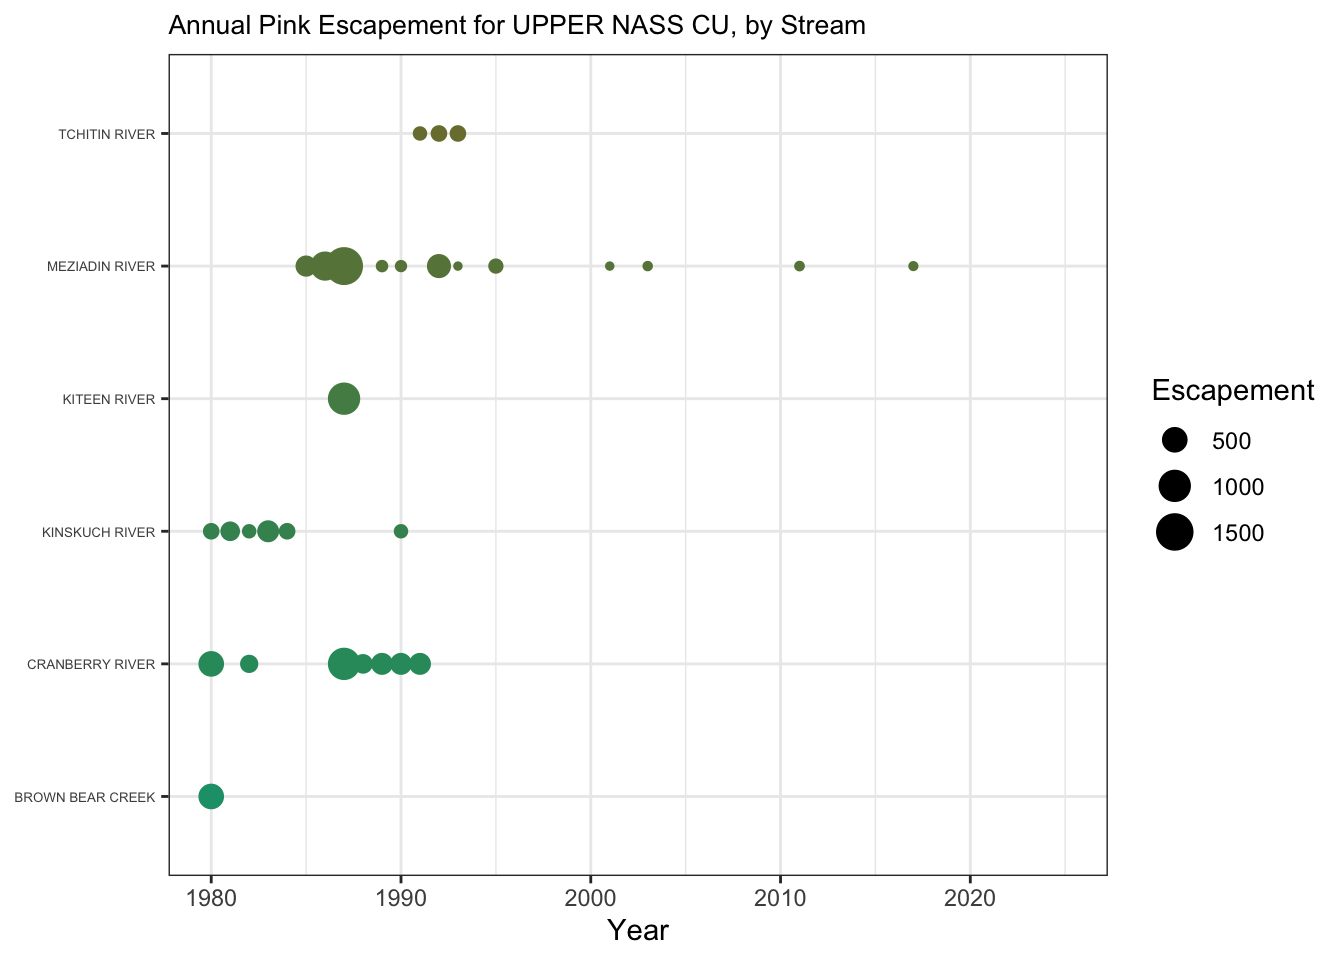 Annual Pink Escapement for UPPER NASS CU, by Stream
TCHITIN RIVER
MEZIADIN RIVER
KITEEN RIVER
KINSKUCH RIVER
CRANBERRY RIVER
BROWN BEAR CREEK
1980
1990
2000
2010
2020
Year
Escapement
500
1000
1500